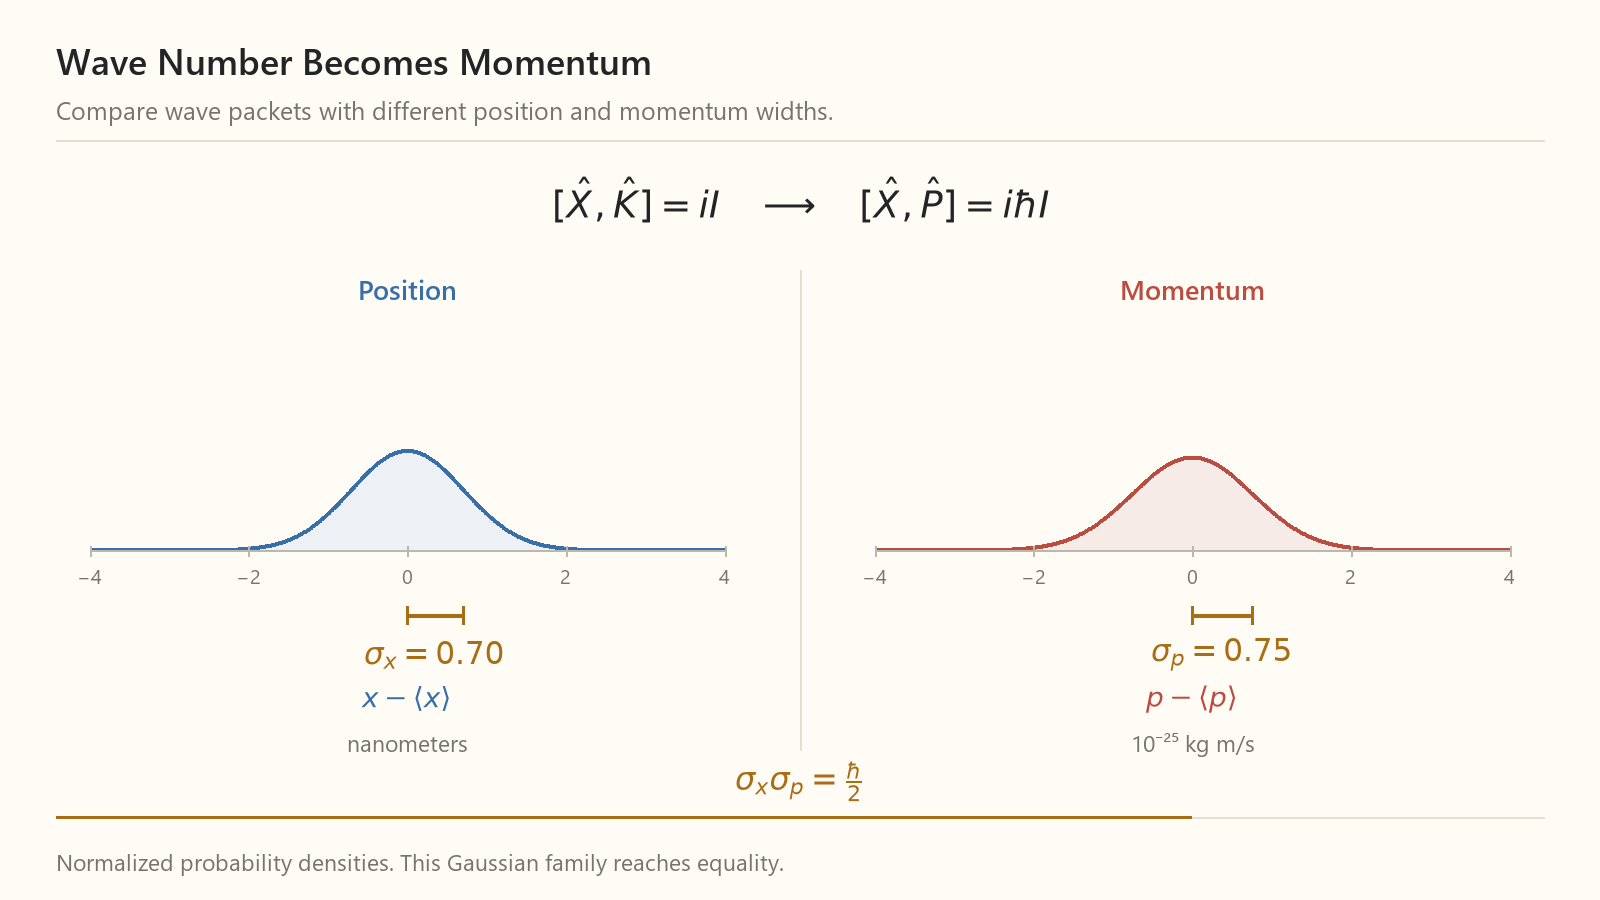 Wave Number Becomes Momentum
Compare wave packets with different position and momentum widths.
[X̂, K̂] = iI ⟶ [X̂, P̂] = iħI
Position
Momentum
−4 −2 0 2 4
−4 −2 0 2 4
σₓ = 0.70
σₚ = 0.75
x − ⟨x⟩
p − ⟨p⟩
nanometers
10⁻²⁵ kg m/s
σₓσₚ = ħ/2
Normalized probability densities. This Gaussian family reaches equality.